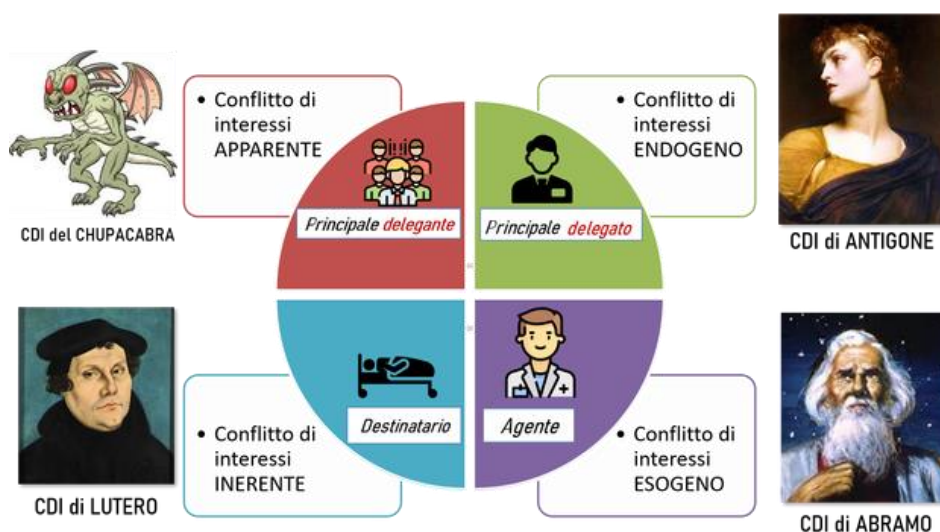 • Conflitto di
interessi
APPARENTE
Principale delegante
CDI del CHUPACABRA
• Conflitto di
interessi
ENDOGENO
Principale delegato
CDI di ANTIGONE
Destinatario
• Conflitto di
interessi
INERENTE
CDI di LUTERO
Agente
• Conflitto di
interessi
ESOGENO
CDI di ABRAMO